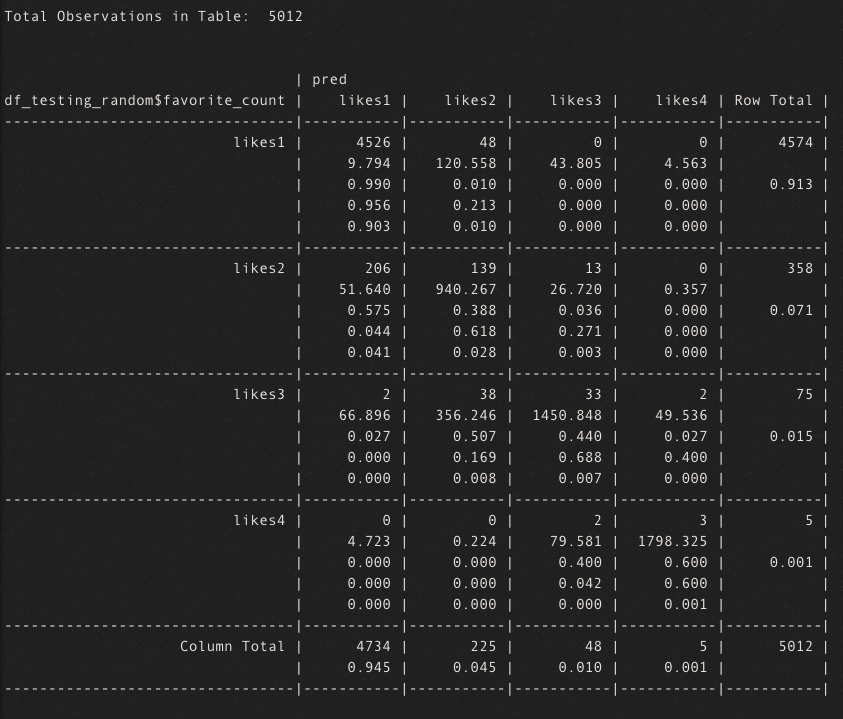 Total Observations in Table:  5012
                                 | pred
df_testing_random$favorite_count |    likes1 |    likes2 |    likes3 |    likes4 | Row Total |
---------------------------------|-----------|-----------|-----------|-----------|-----------|
                          likes1 |      4526 |        48 |         0 |         0 |      4574 |
                                 |     9.794 |   120.558 |    43.805 |     4.563 |           |
                                 |     0.990 |     0.010 |     0.000 |     0.000 |     0.913 |
                                 |     0.956 |     0.213 |     0.000 |     0.000 |           |
                                 |     0.903 |     0.010 |     0.000 |     0.000 |           |
---------------------------------|-----------|-----------|-----------|-----------|-----------|
                          likes2 |       206 |       139 |        13 |         0 |       358 |
                                 |    51.640 |   940.267 |    26.720 |     0.357 |           |
                                 |     0.575 |     0.388 |     0.036 |     0.000 |     0.071 |
                                 |     0.044 |     0.618 |     0.271 |     0.000 |           |
                                 |     0.041 |     0.028 |     0.003 |     0.000 |           |
---------------------------------|-----------|-----------|-----------|-----------|-----------|
                          likes3 |         2 |        38 |        33 |         2 |        75 |
                                 |    66.896 |   356.246 |  1450.848 |    49.536 |           |
                                 |     0.027 |     0.507 |     0.440 |     0.027 |     0.015 |
                                 |     0.000 |     0.169 |     0.688 |     0.400 |           |
                                 |     0.000 |     0.008 |     0.007 |     0.000 |           |
---------------------------------|-----------|-----------|-----------|-----------|-----------|
                          likes4 |         0 |         0 |         2 |         3 |         5 |
                                 |     4.723 |     0.224 |    79.581 |  1798.325 |           |
                                 |     0.000 |     0.000 |     0.400 |     0.600 |     0.001 |
                                 |     0.000 |     0.000 |     0.042 |     0.600 |           |
                                 |     0.000 |     0.000 |     0.000 |     0.001 |           |
---------------------------------|-----------|-----------|-----------|-----------|-----------|
                    Column Total |      4734 |       225 |        48 |         5 |      5012 |
                                 |     0.945 |     0.045 |     0.010 |     0.001 |           |
---------------------------------|-----------|-----------|-----------|-----------|-----------|